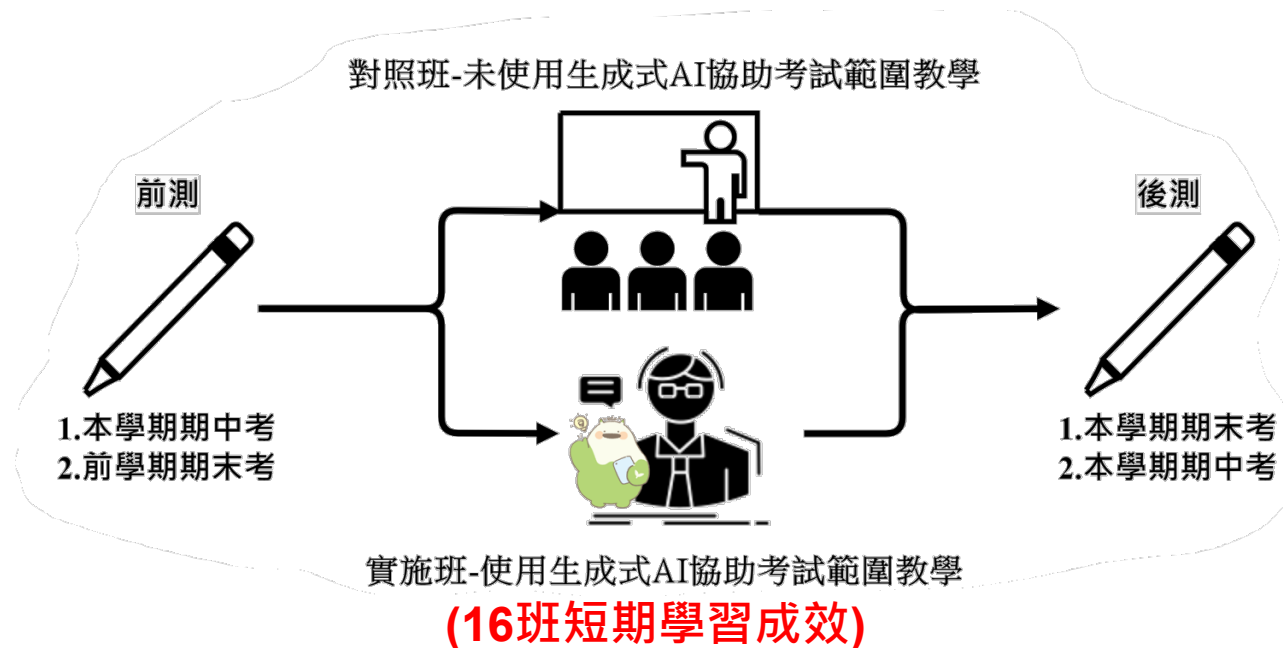 對照班-未使用生成式AI協助考試範圍教學
前測
1.本學期期中考
2.前學期期末考
後測
1.本學期期末考
2.本學期期中考
實施班-使用生成式AI協助考試範圍教學
(16班短期學習成效)